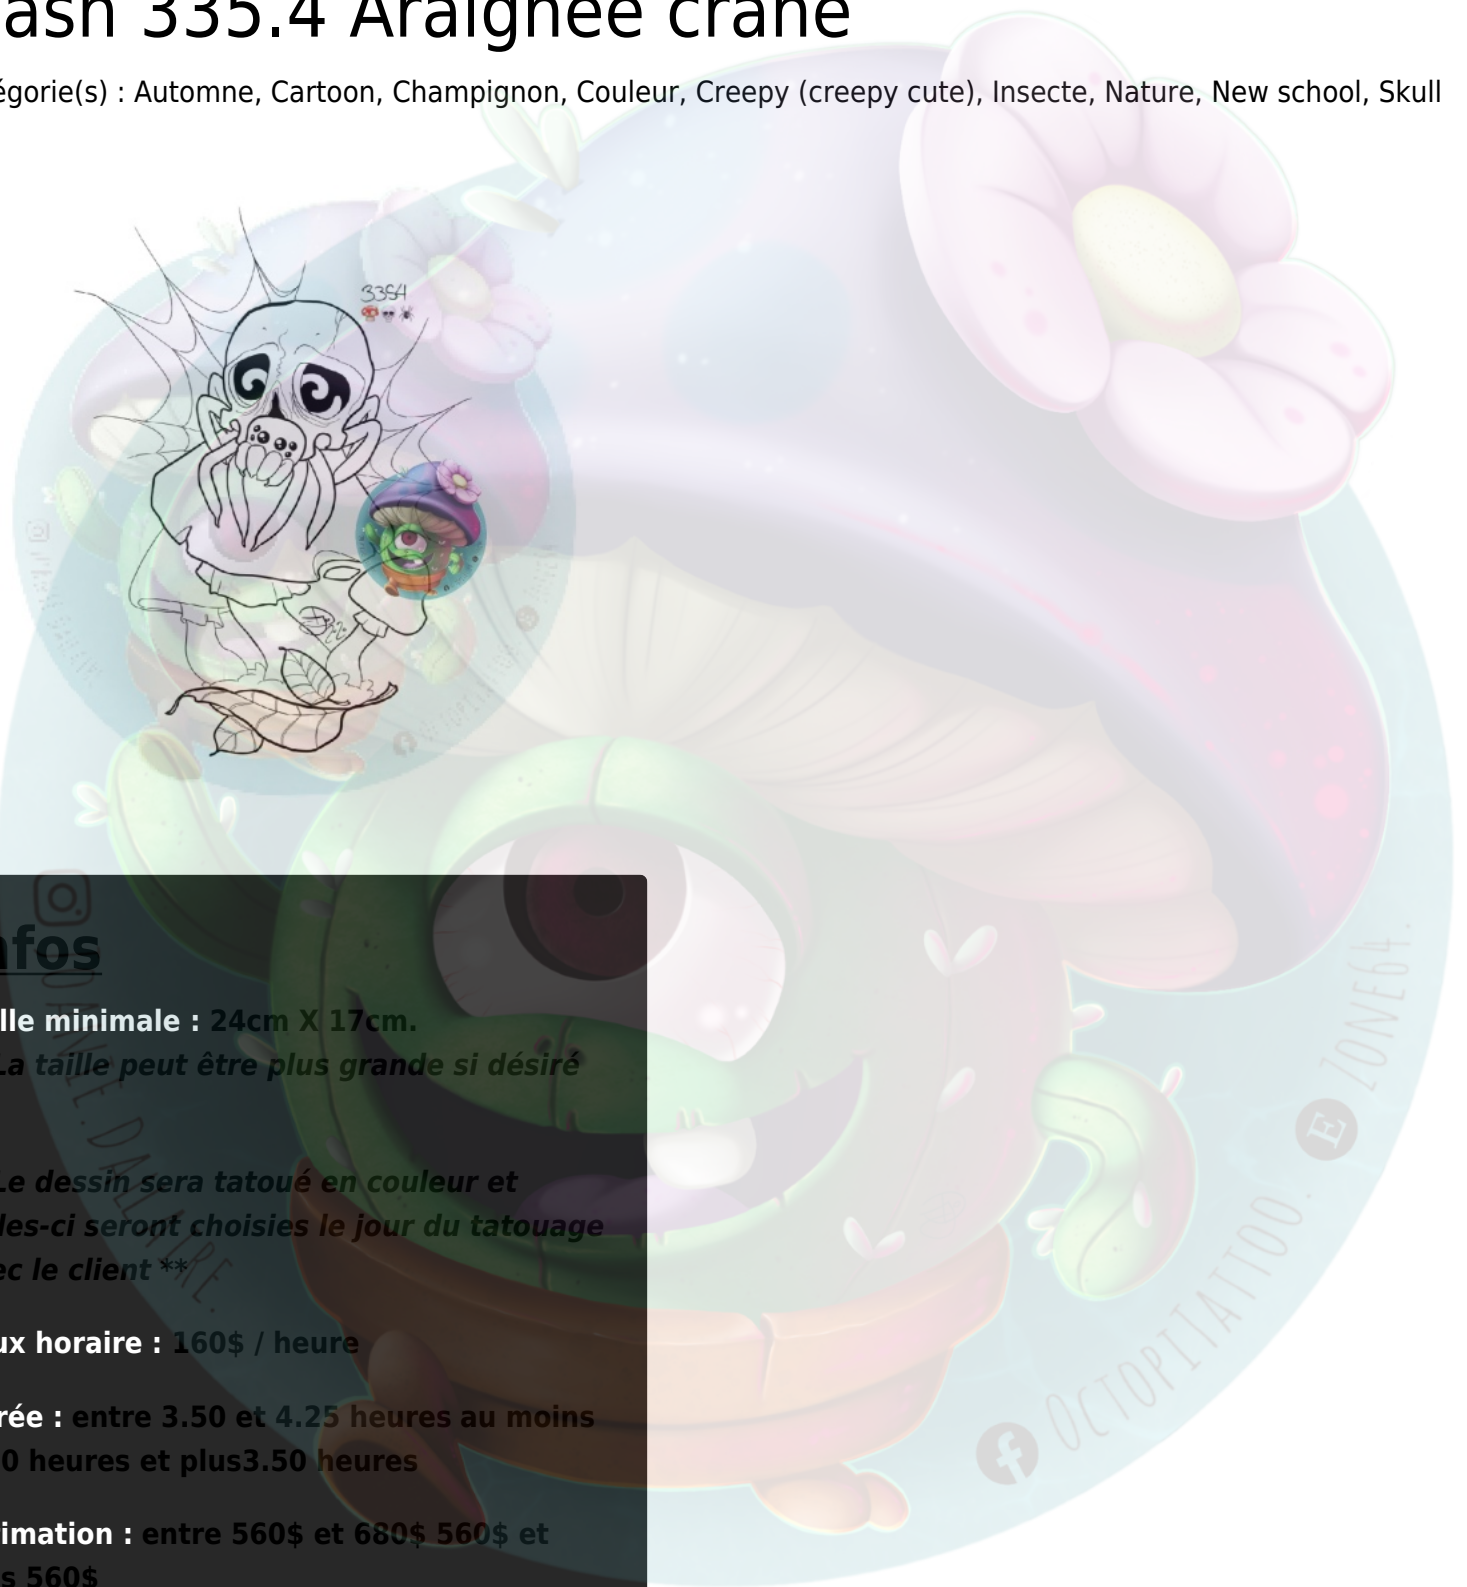 ash 335.4 Araignée crâne
égorie(s) : Automne, Cartoon, Champignon, Couleur, Creepy (creepy cute), Insecte, Nature, New school, Skull
3354
nfos
lle minimale : 24cm X 17cm.
La taille peut être plus grande si désiré
Le dessin sera tatoué en couleur et
les-ci seront choisies le jour du tatouage
ec le client **
ux horaire : 160$ / heure
rée : entre 3.50 et 4.25 heures au moins
0 heures et plus3.50 heures
imation : entre 560$ et 680$ 560$ et
s 560$
DALLAIRE.
OCTOPITATTOO.
E ZONE64.